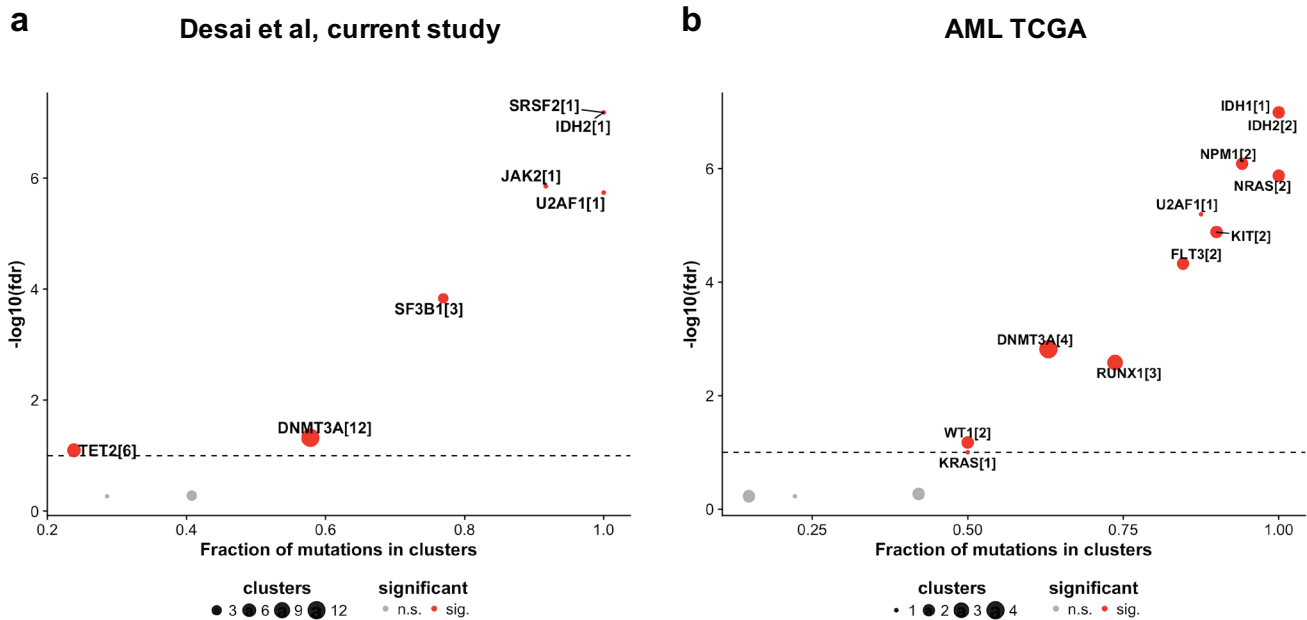 a
Desai et al, current study
SRSF2[1]
IDH2[1]
JAK2[1]
U2AF1[1]
SF3B1[3]
DNMT3A[12]
TET2[6]
-log10(fdr)
6
4
2
0
0.2 0.4 0.6 0.8 1.0
Fraction of mutations in clusters
clusters significant
a 3 a 6 a 9 a 12 n.s. sig.
b
AML TCGA
IDH1[1]
IDH2[2]
NPM1[2]
NRAS[2]
U2AF1[1]
KIT[2]
FLT3[2]
DNMT3A[4]
RUNX1[3]
WT1[2]
KRAS[1]
-log10(fdr)
6
4
2
0
0.25 0.50 0.75 1.00
Fraction of mutations in clusters
clusters significant
a 1 a 2 a 3 a 4 n.s. sig.